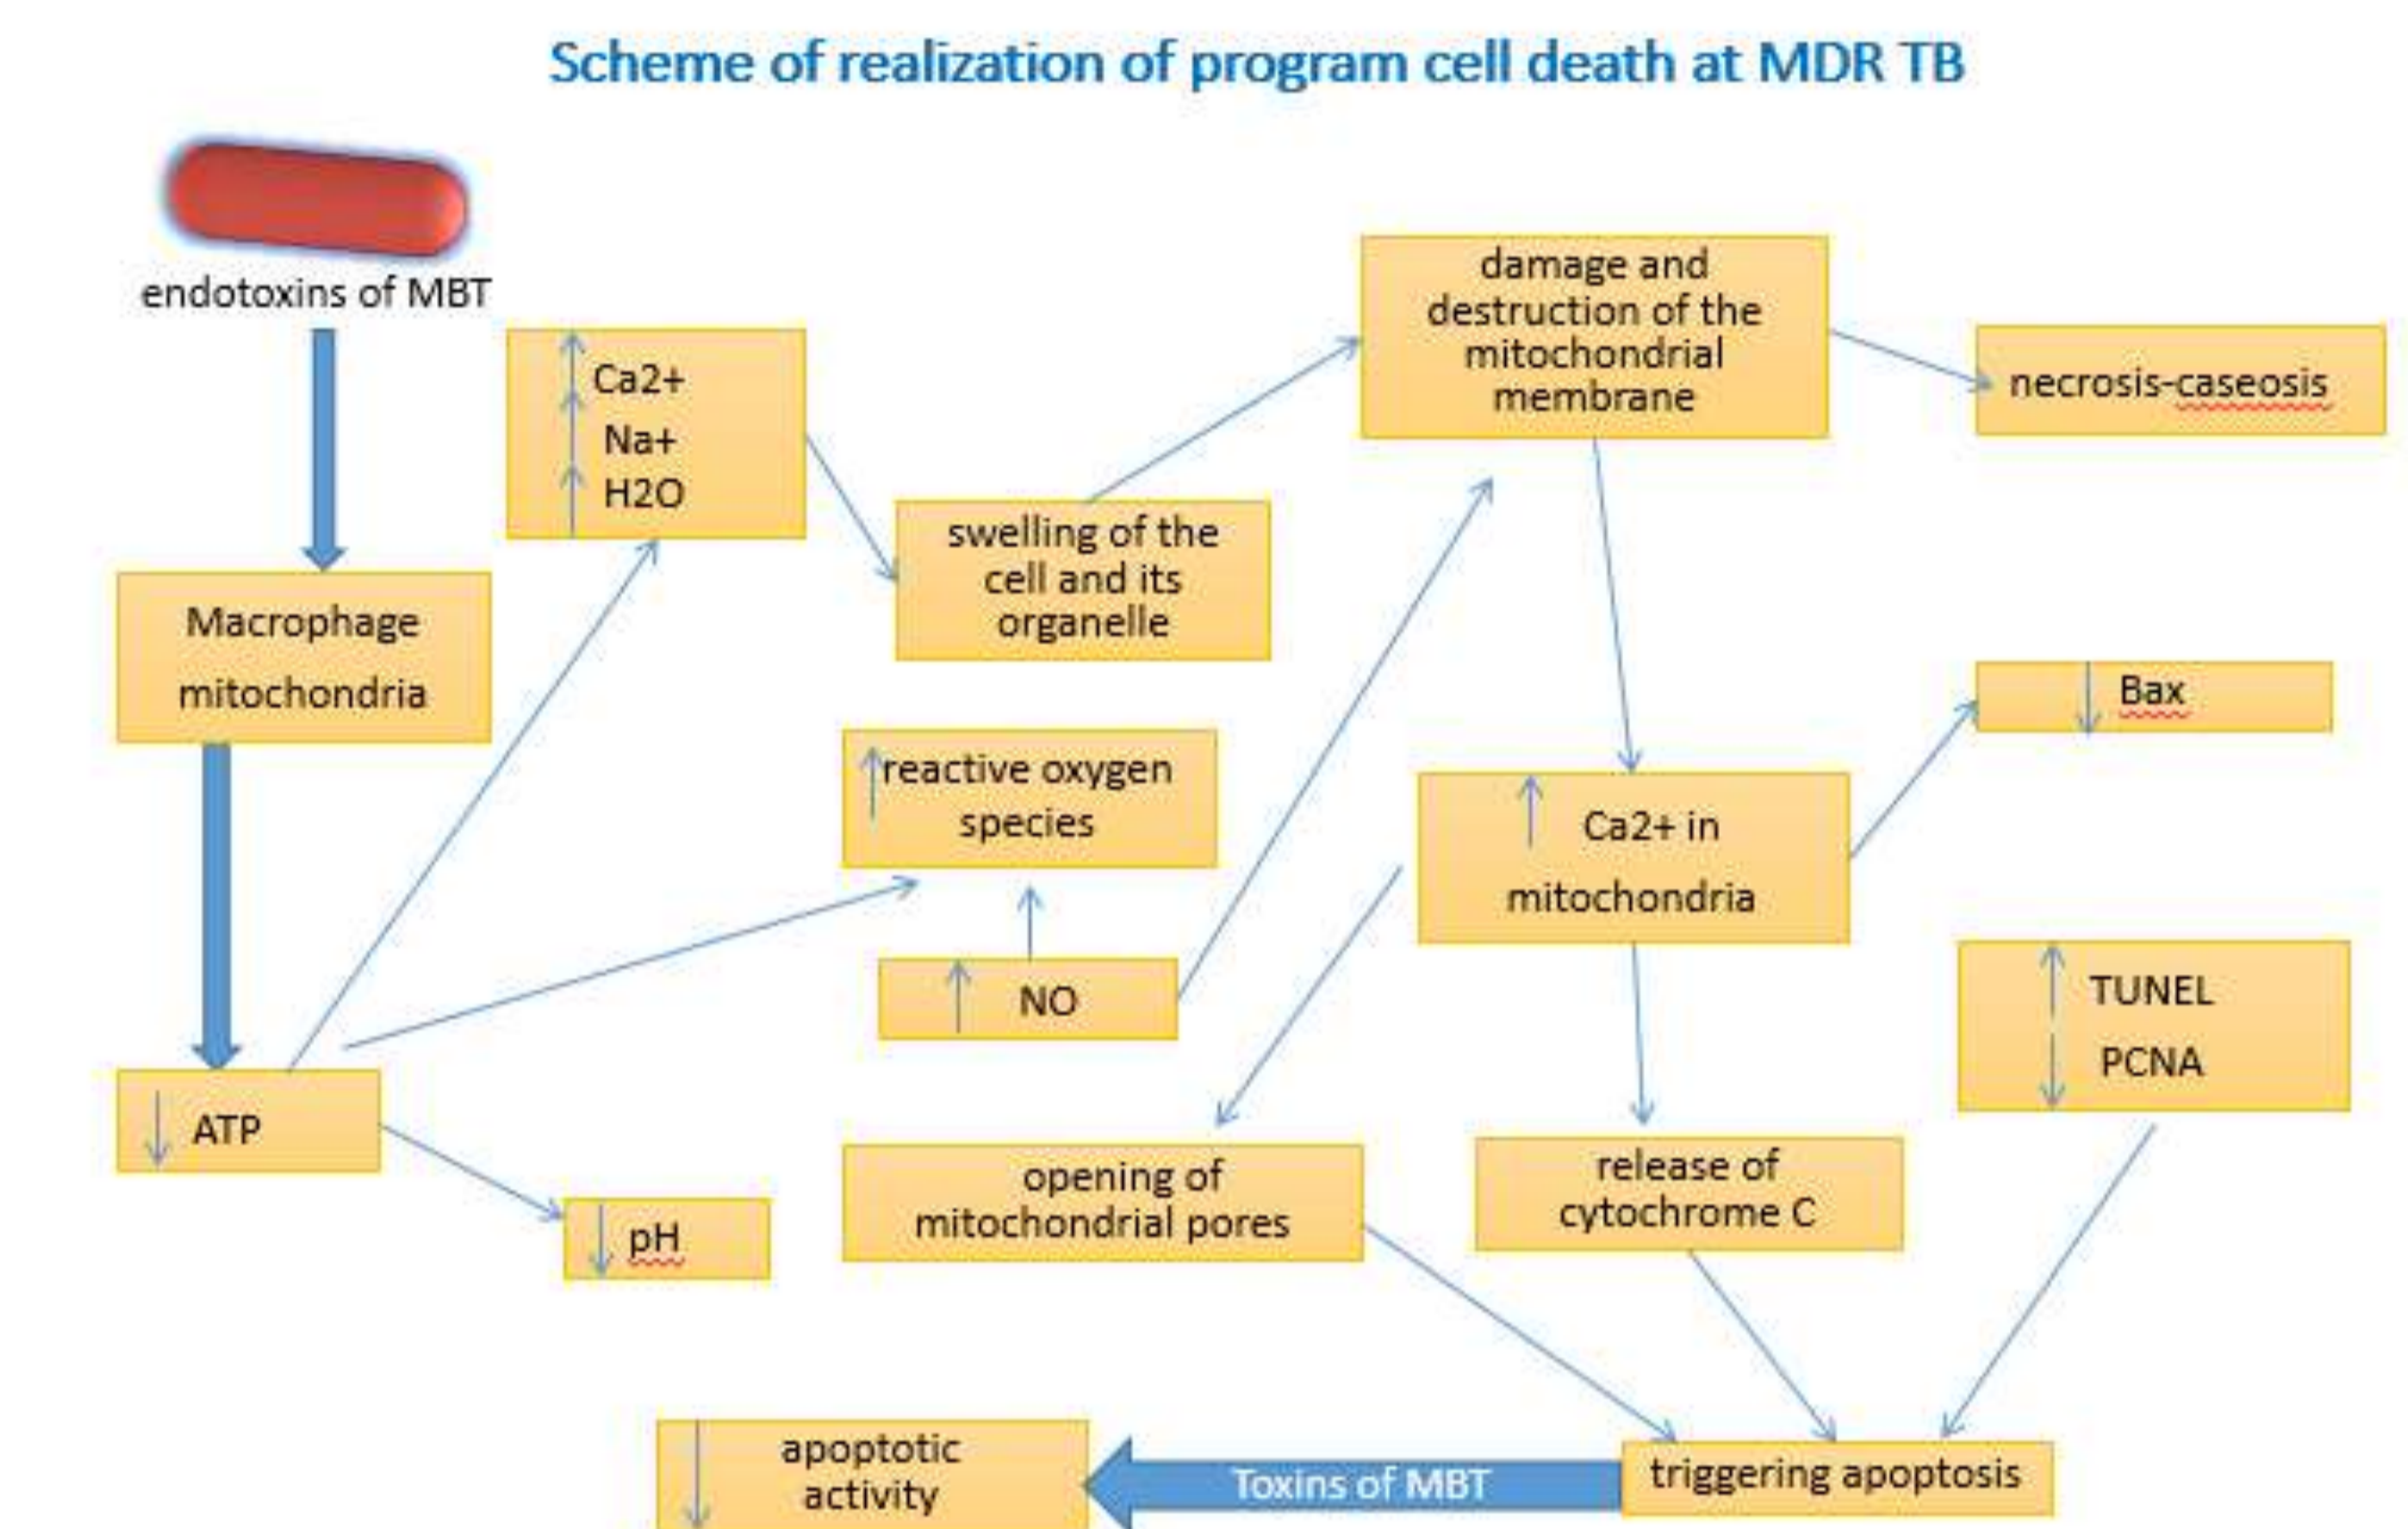 Scheme of realization of program cell death at MDR TB
endotoxins of MBT
Macrophage
mitochondria
ATP
pH
Ca2+
Na+
H2O
swelling of the
cell and its
organelle
reactive oxygen
species
NO
damage and
destruction of the
mitochondrial
membrane
necrosis-caseosis
Ca2+ in
mitochondria
Bax
TUNEL
PCNA
opening of
mitochondrial pores
release of
cytochrome C
triggering apoptosis
Toxins of MBT
apoptotic
activity